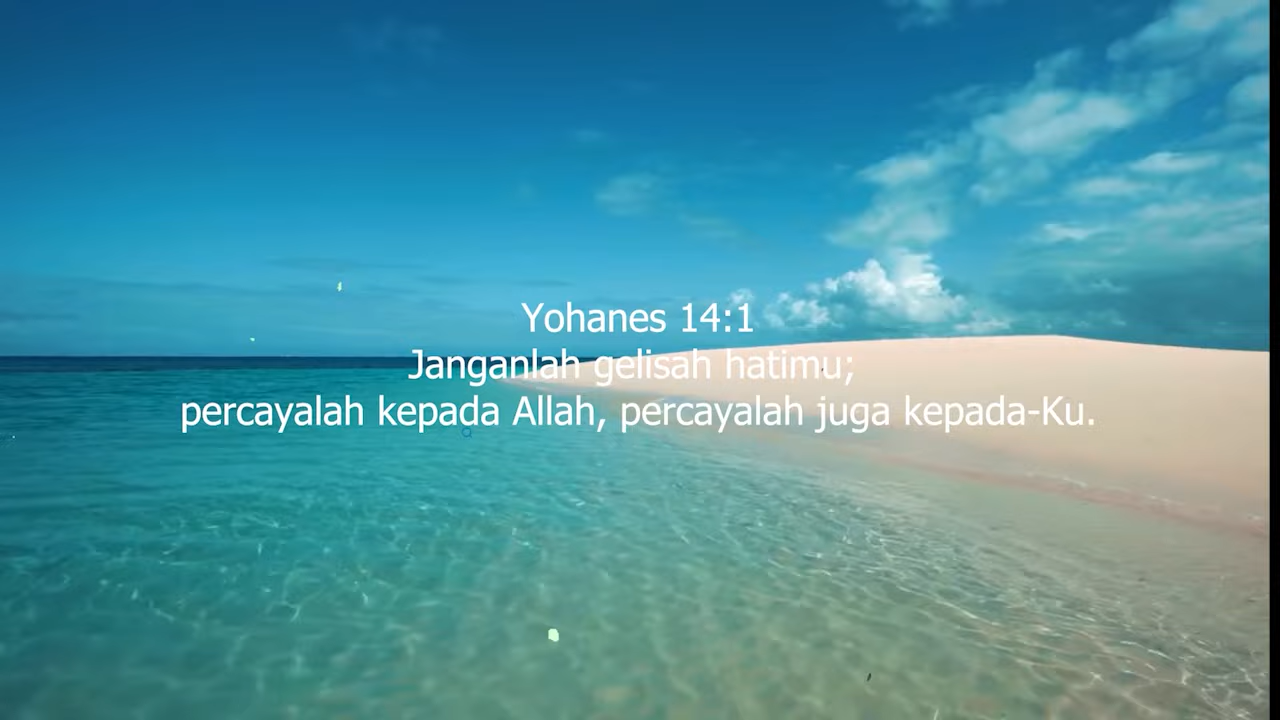 Yohanes 14:1
Janganlah gelisah hatimu;
percayalah kepada Allah, percayalah juga kepada-Ku.